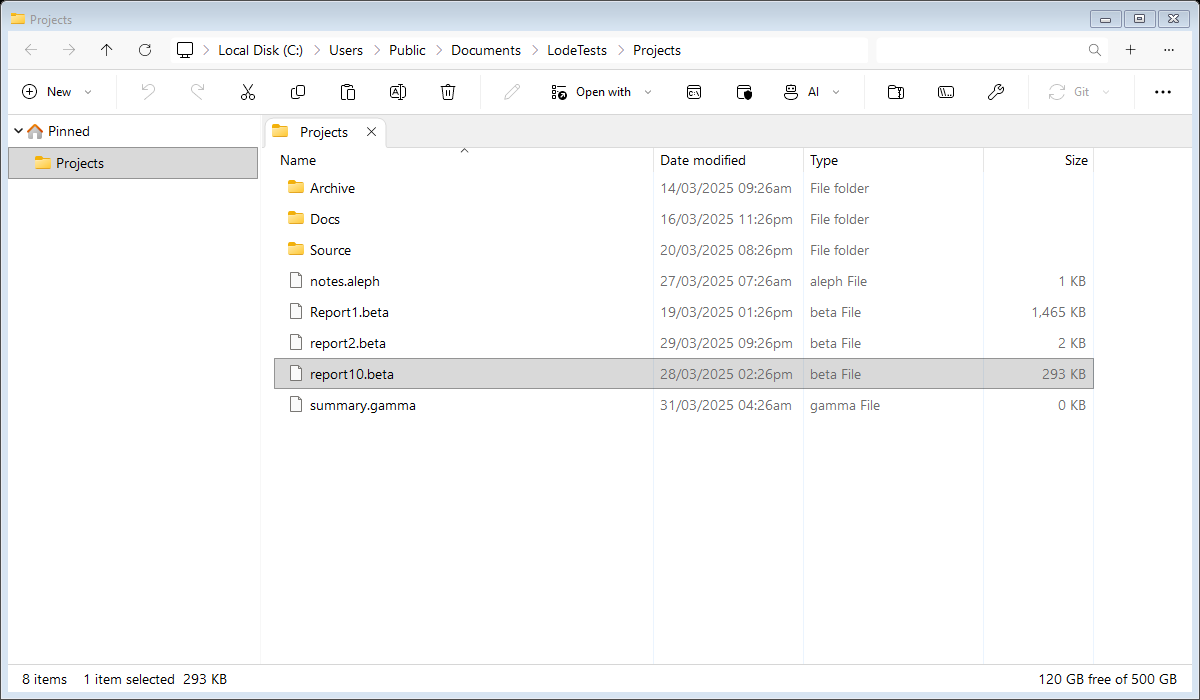 Projects
Local Disk (C:) Users Public Documents LodeTests Projects
New Open with AI Git
Pinned
Projects
Projects
Name Date modified Type Size
Archive 14/03/2025 09:26am File folder
Docs 16/03/2025 11:26pm File folder
Source 20/03/2025 08:26pm File folder
notes.aleph 27/03/2025 07:26am aleph File 1 KB
Report1.beta 19/03/2025 01:26pm beta File 1,465 KB
report2.beta 29/03/2025 09:26pm beta File 2 KB
report10.beta 28/03/2025 02:26pm beta File 293 KB
summary.gamma 31/03/2025 04:26am gamma File 0 KB
8 items 1 item selected 293 KB 120 GB free of 500 GB